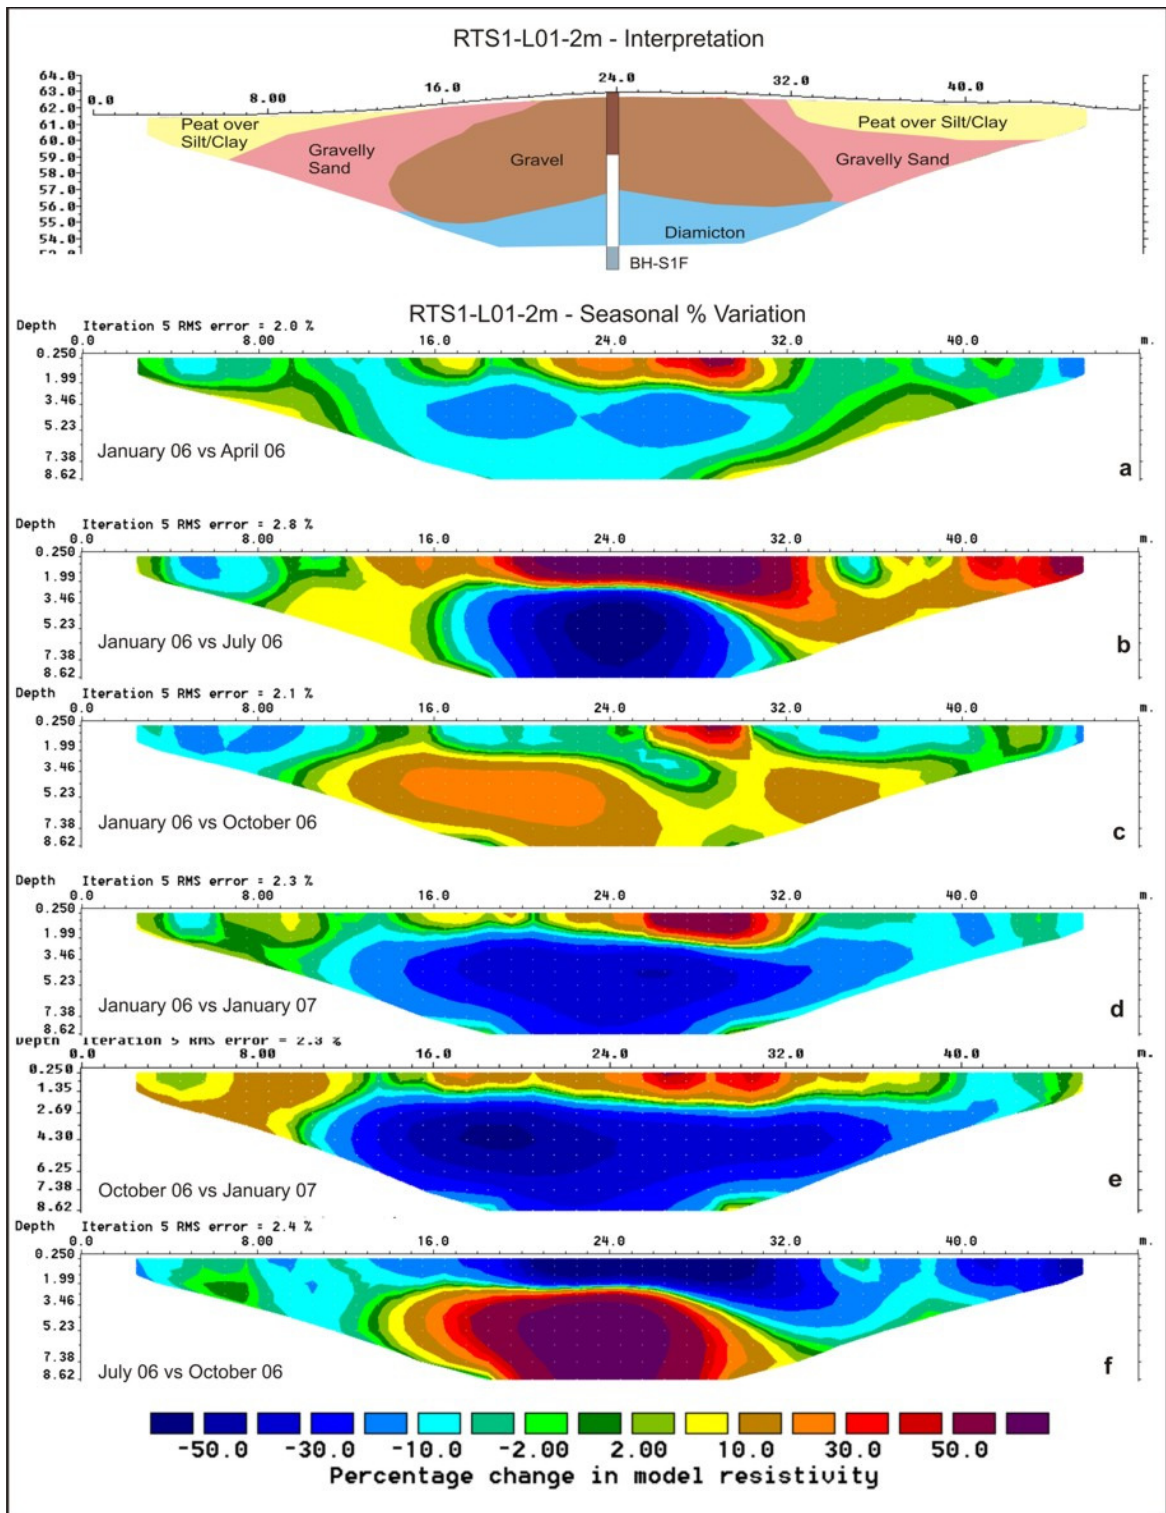 RTS1-L01-2m - Interpretation
64.0
63.0
62.0
61.0
60.0
59.0
58.0
57.0
56.0
55.0
54.0
0.0 8.00 16.0 24.0 32.0 40.0
Peat over
Silt/Clay
Gravelly
Sand
Gravel
Peat over Silt/Clay
Gravelly Sand
Diamicton
BH-S1F
RTS1-L01-2m - Seasonal % Variation
Depth Iteration 5 RMS error = 2.0 %
0.0 8.00 16.0 24.0 32.0 40.0 m.
0.250
1.99
3.46
5.23
7.38
8.62
January 06 vs April 06
a
Depth Iteration 5 RMS error = 2.8 %
0.0 8.00 16.0 24.0 32.0 40.0 m.
0.250
1.99
3.46
5.23
7.38
8.62
January 06 vs July 06
b
Depth Iteration 5 RMS error = 2.1 %
0.0 8.00 16.0 24.0 32.0 40.0 m.
0.250
1.99
3.46
5.23
7.38
8.62
January 06 vs October 06
c
Depth Iteration 5 RMS error = 2.3 %
0.0 8.00 16.0 24.0 32.0 40.0 m.
0.250
1.99
3.46
5.23
7.38
8.62
January 06 vs January 07
d
Depth Iteration 5 RMS error = 2.3 %
0.0 8.00 16.0 24.0 32.0 40.0 m.
0.250
1.35
2.69
4.30
6.25
7.38
8.62
October 06 vs January 07
e
Depth Iteration 5 RMS error = 2.4 %
0.0 8.00 16.0 24.0 32.0 40.0 m.
0.250
1.99
3.46
5.23
7.38
8.62
July 06 vs October 06
f
-50.0 -30.0 -10.0 -2.00 2.00 10.0 30.0 50.0
Percentage change in model resistivity